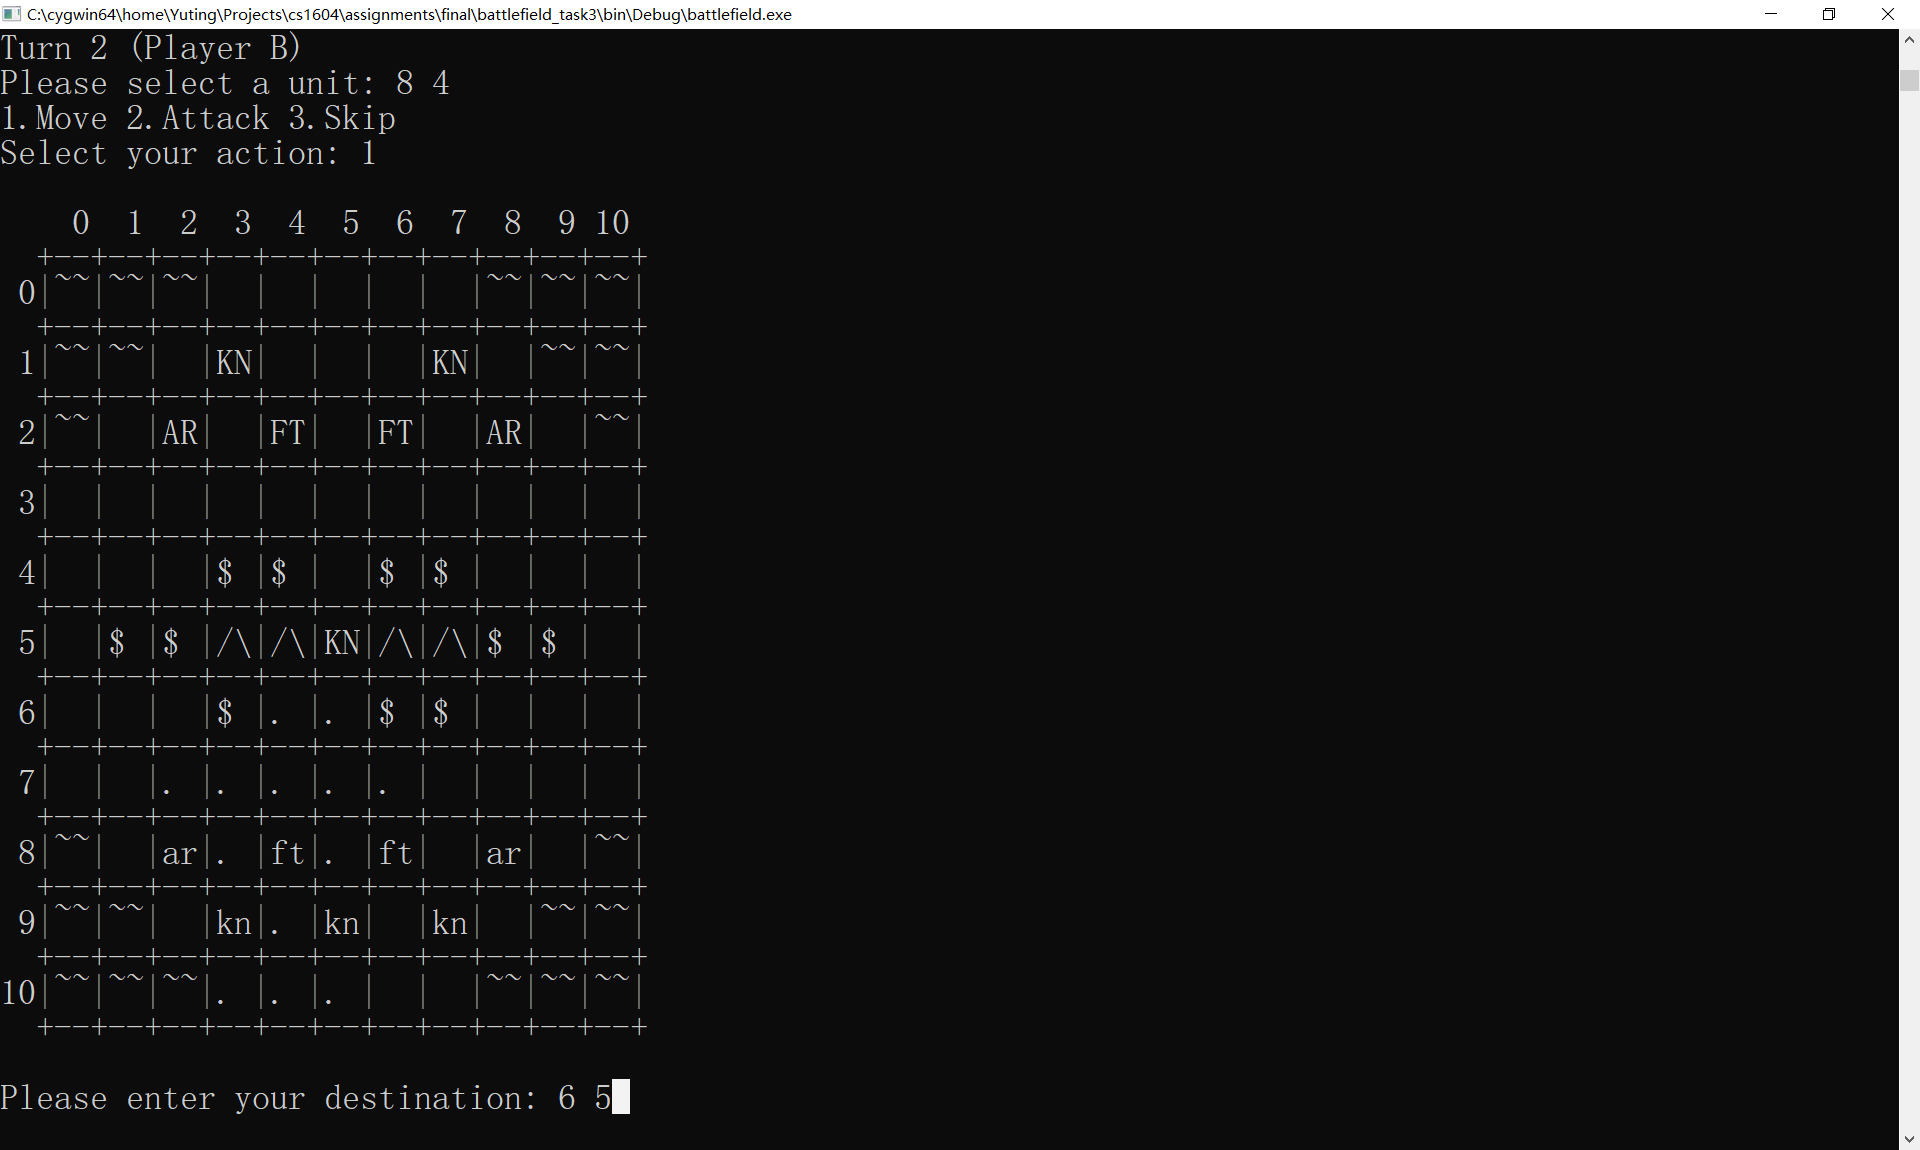 C:\cygwin64\home\Yuting\Projects\cs1604\assignments\final\battlefield_task3\bin\Debug\battlefield.exe
Turn 2 (Player B)
Please select a unit: 8 4
1.Move 2.Attack 3.Skip
Select your action: 1
    0  1  2  3  4  5  6  7  8  9 10
  +--+--+--+--+--+--+--+--+--+--+--+
 0|~~|~~|~~|  |  |  |  |  |~~|~~|~~|
  +--+--+--+--+--+--+--+--+--+--+--+
 1|~~|~~|  |KN|  |  |  |KN|  |~~|~~|
  +--+--+--+--+--+--+--+--+--+--+--+
 2|~~|  |AR|  |FT|  |FT|  |AR|  |~~|
  +--+--+--+--+--+--+--+--+--+--+--+
 3|  |  |  |  |  |  |  |  |  |  |  |
  +--+--+--+--+--+--+--+--+--+--+--+
 4|  |  |  |$ |$ |  |$ |$ |  |  |  |
  +--+--+--+--+--+--+--+--+--+--+--+
 5|  |$ |$ |/\|/\|KN|/\|/\|$ |$ |  |
  +--+--+--+--+--+--+--+--+--+--+--+
 6|  |  |  |$ |. |. |$ |$ |  |  |  |
  +--+--+--+--+--+--+--+--+--+--+--+
 7|  |  |. |. |. |. |. |  |  |  |  |
  +--+--+--+--+--+--+--+--+--+--+--+
 8|~~|  |ar|. |ft|. |ft|  |ar|  |~~|
  +--+--+--+--+--+--+--+--+--+--+--+
 9|~~|~~|  |kn|. |kn|  |kn|  |~~|~~|
  +--+--+--+--+--+--+--+--+--+--+--+
10|~~|~~|~~|. |. |. |  |  |~~|~~|~~|
  +--+--+--+--+--+--+--+--+--+--+--+
Please enter your destination: 6 5